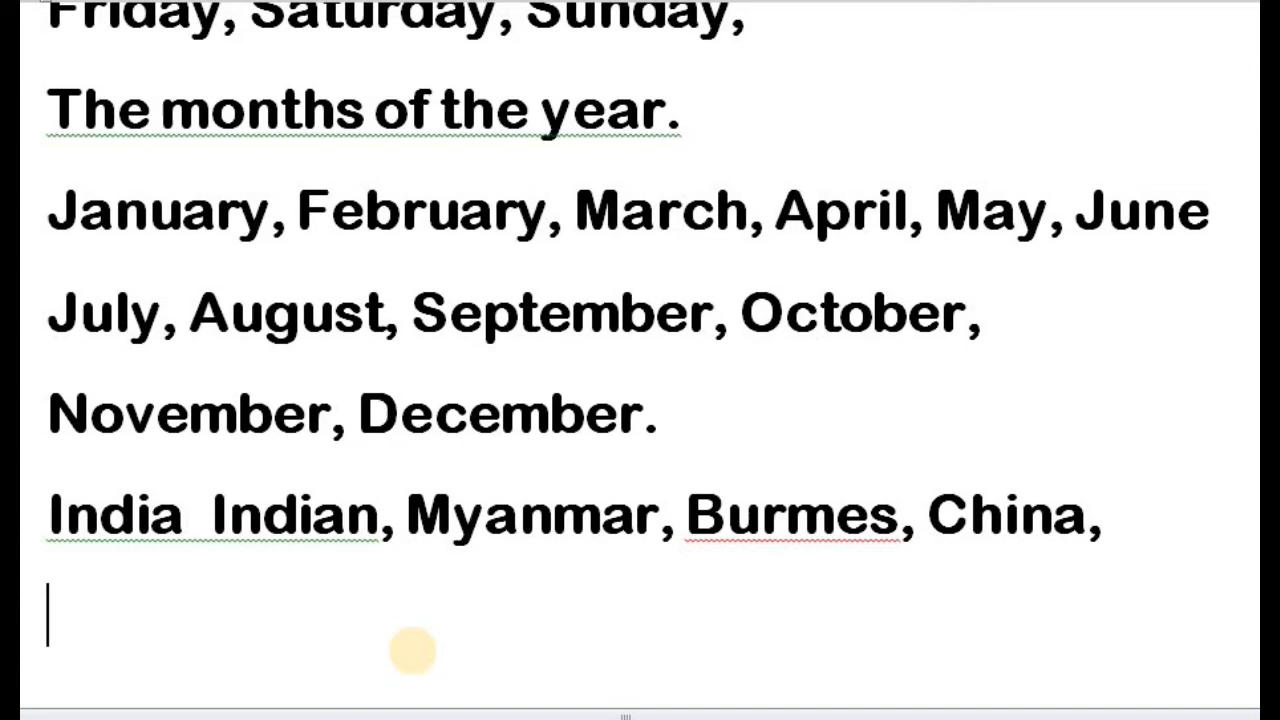 Friday, Saturday, Sunday,
The months of the year.
January, February, March, April, May, June
July, August, September, October,
November, December.
India  Indian, Myanmar, Burmes, China,